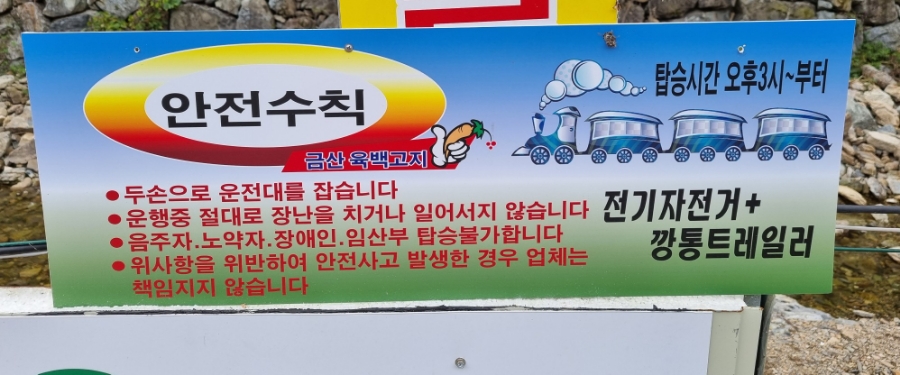 안전수칙
금산 육백고지
●두손으로 운전대를 잡습니다
●운행중 절대로 장난을 치거나 일어서지 않습니다
●음주자.노약자.장애인.임산부 탑승불가합니다
●위사항을 위반하여 안전사고 발생한 경우 업체는
책임지지 않습니다
탑승시간 오후3시~부터
전기자전거+
깡통트레일러